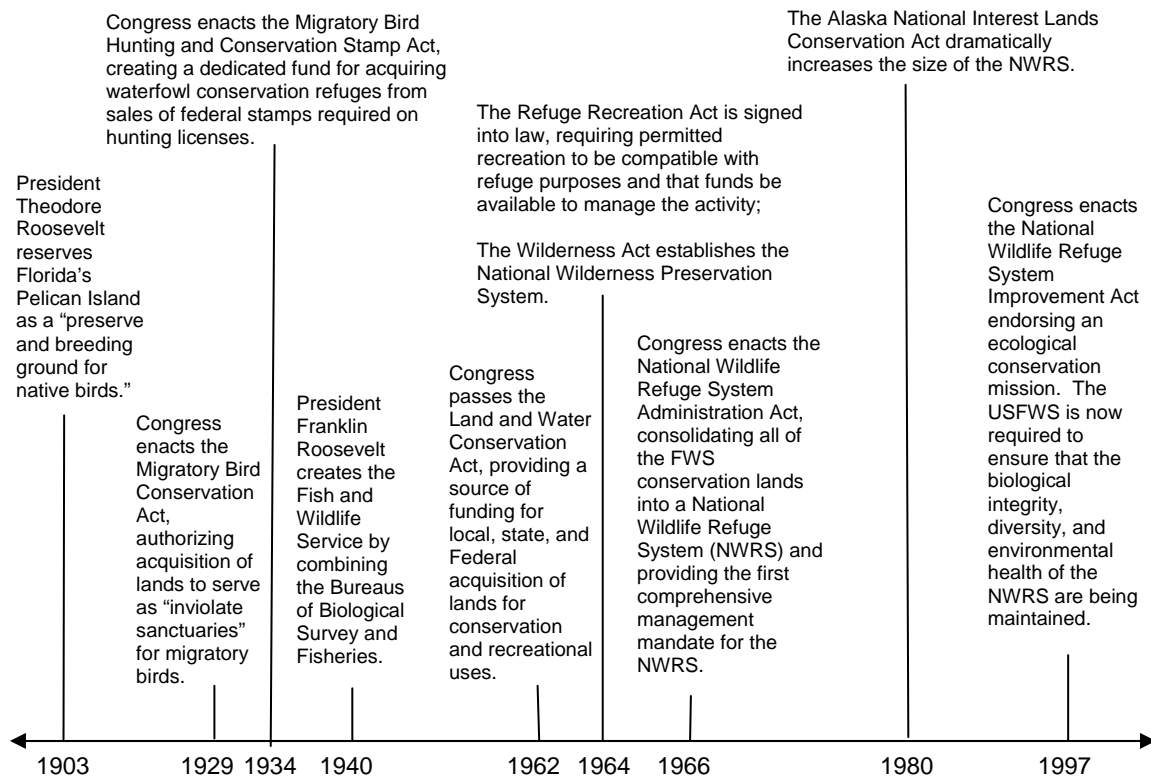 Congress enacts the Migratory Bird
Hunting and Conservation Stamp Act,
creating a dedicated fund for acquiring
waterfowl conservation refuges from
sales of federal stamps required on
hunting licenses.
The Alaska National Interest Lands
Conservation Act dramatically
increases the size of the NWRS.
The Refuge Recreation Act is signed
into law, requiring permitted
recreation to be compatible with
refuge purposes and that funds be
available to manage the activity;
The Wilderness Act establishes the
National Wilderness Preservation
System.
President
Theodore
Roosevelt
reserves
Florida's
Pelican Island
as a “preserve
and breeding
ground for
native birds.”
Congress
enacts the
Migratory Bird
Conservation
Act,
authorizing
acquisition of
lands to serve
as “inviolate
sanctuaries”
for migratory
birds.
President
Franklin
Roosevelt
creates the
Fish and
Wildlife
Service by
combining
the Bureaus
of Biological
Survey and
Fisheries.
Congress
passes the
Land and Water
Conservation
Act, providing a
source of
funding for
local, state, and
Federal
acquisition of
lands for
conservation
and recreational
uses.
Congress enacts the
National Wildlife
Refuge System
Administration Act,
consolidating all of
the FWS
conservation lands
into a National
Wildlife Refuge
System (NWRS) and
providing the first
comprehensive
management
mandate for the
NWRS.
Congress enacts
the National
Wildlife Refuge
System
Improvement Act
endorsing an
ecological
conservation
mission. The
USFWS is now
required to
ensure that the
biological
integrity,
diversity, and
environmental
health of the
NWRS are being
maintained.
1903 1929 1934 1940 1962 1964 1966 1980 1997